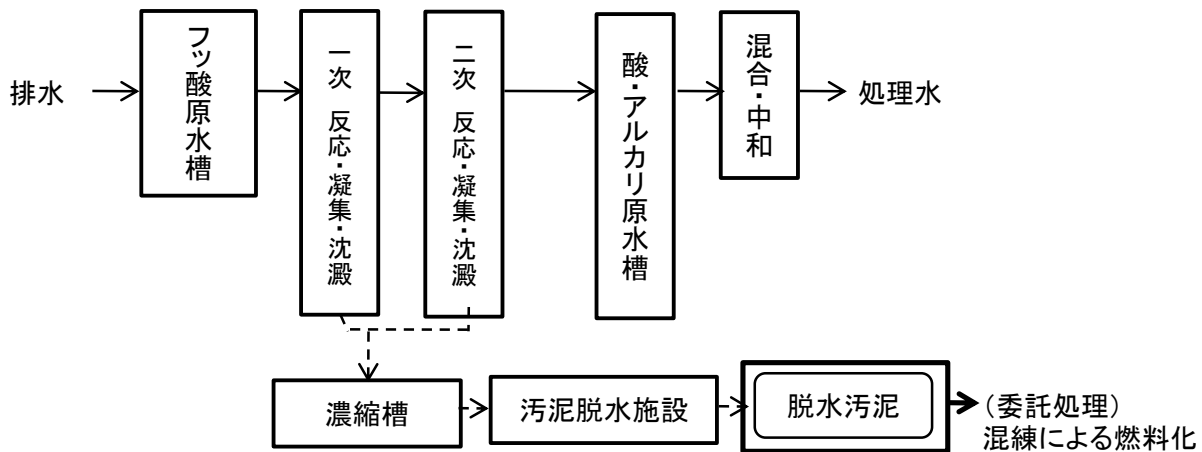 排水
フッ酸原水槽
一次 反応・凝集・沈澱
二次 反応・凝集・沈澱
酸・アルカリ原水槽
混合・中和
処理水
濃縮槽
汚泥脱水施設
脱水汚泥
(委託処理)
混練による燃料化